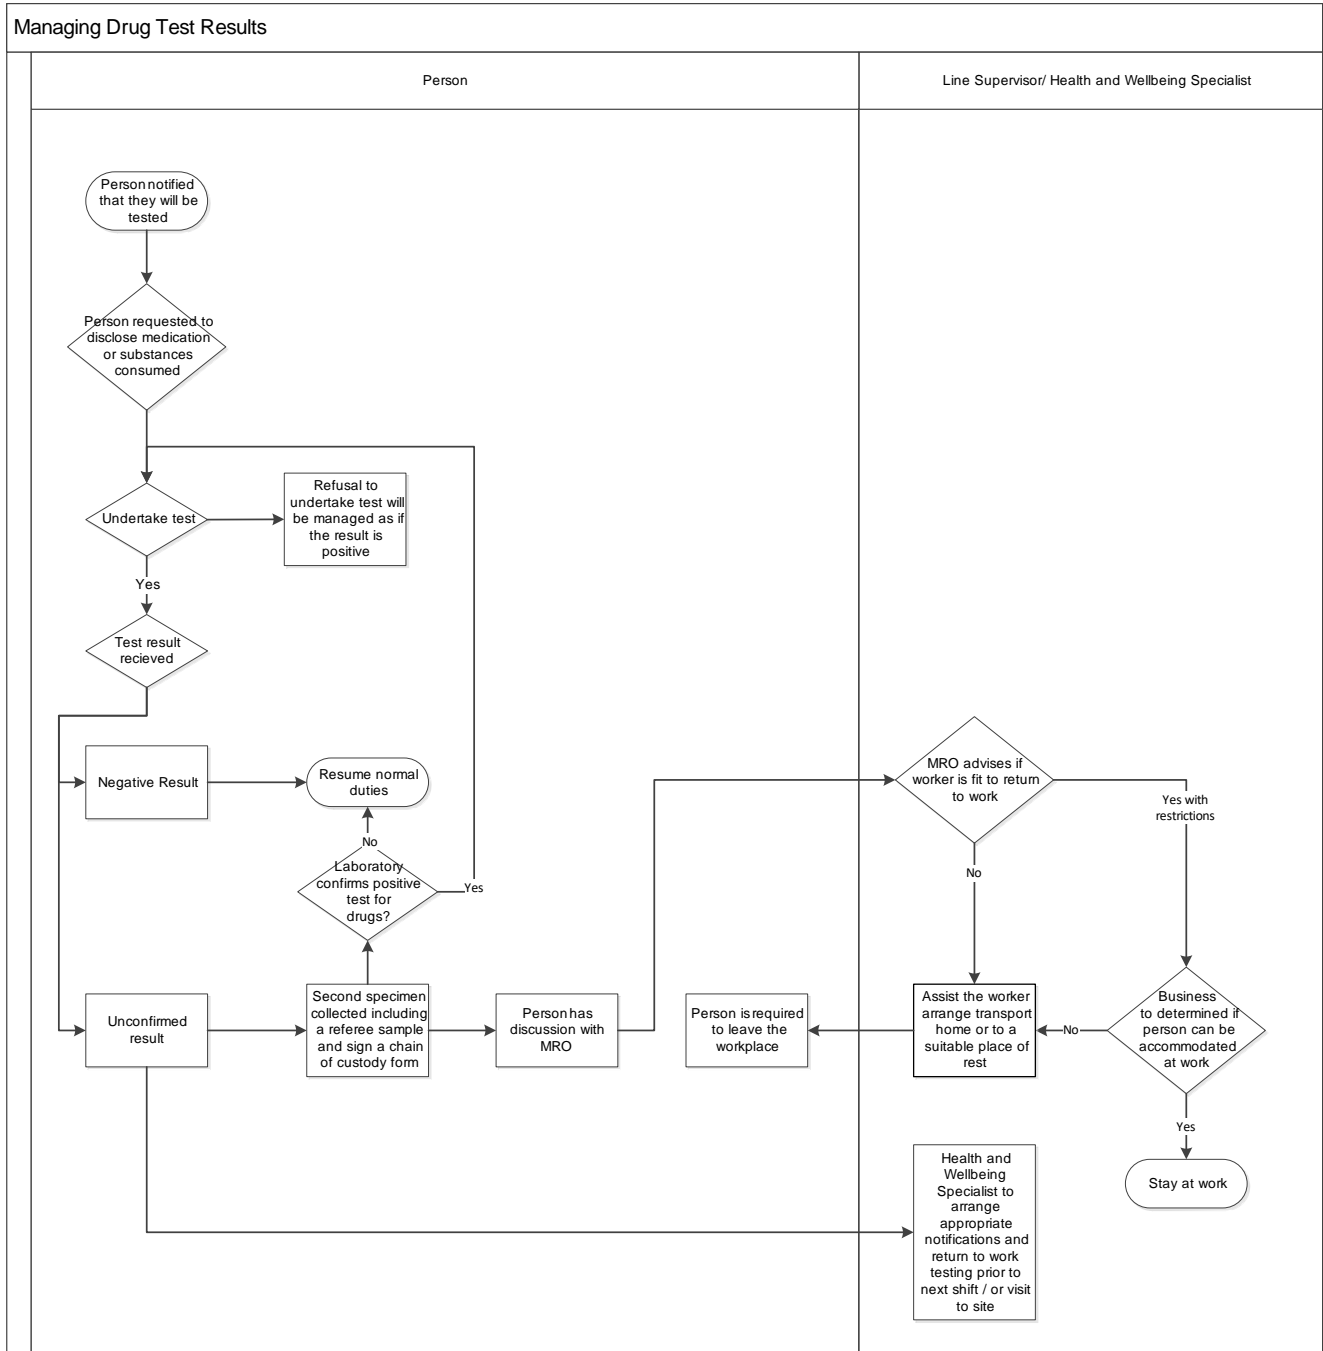 Managing Drug Test Results
Person
Line Supervisor/ Health and Wellbeing Specialist
Person notified
that they will be
tested
Person requested to
disclose medication
or substances
consumed
Undertake test
Refusal to
undertake test will
be managed as if
the result is
positive
Yes
Test result
recieved
Negative Result
Resume normal
duties
No
Laboratory
confirms positive
test for
drugs?
Yes
MRO advises if
worker is fit to return
to work
Yes with
restrictions
No
Unconfirmed
result
Second specimen
collected including
a referee sample
and sign a chain
of custody form
Person has
discussion with
MRO
Person is required
to leave the
workplace
Assist the worker
arrange transport
home or to a
suitable place of
rest
No
Business
to determined if
person can be
accommodated
at work
Yes
Stay at work
Health and
Wellbeing
Specialist to
arrange
appropriate
notifications and
return to work
testing prior to
next shift / or visit
to site